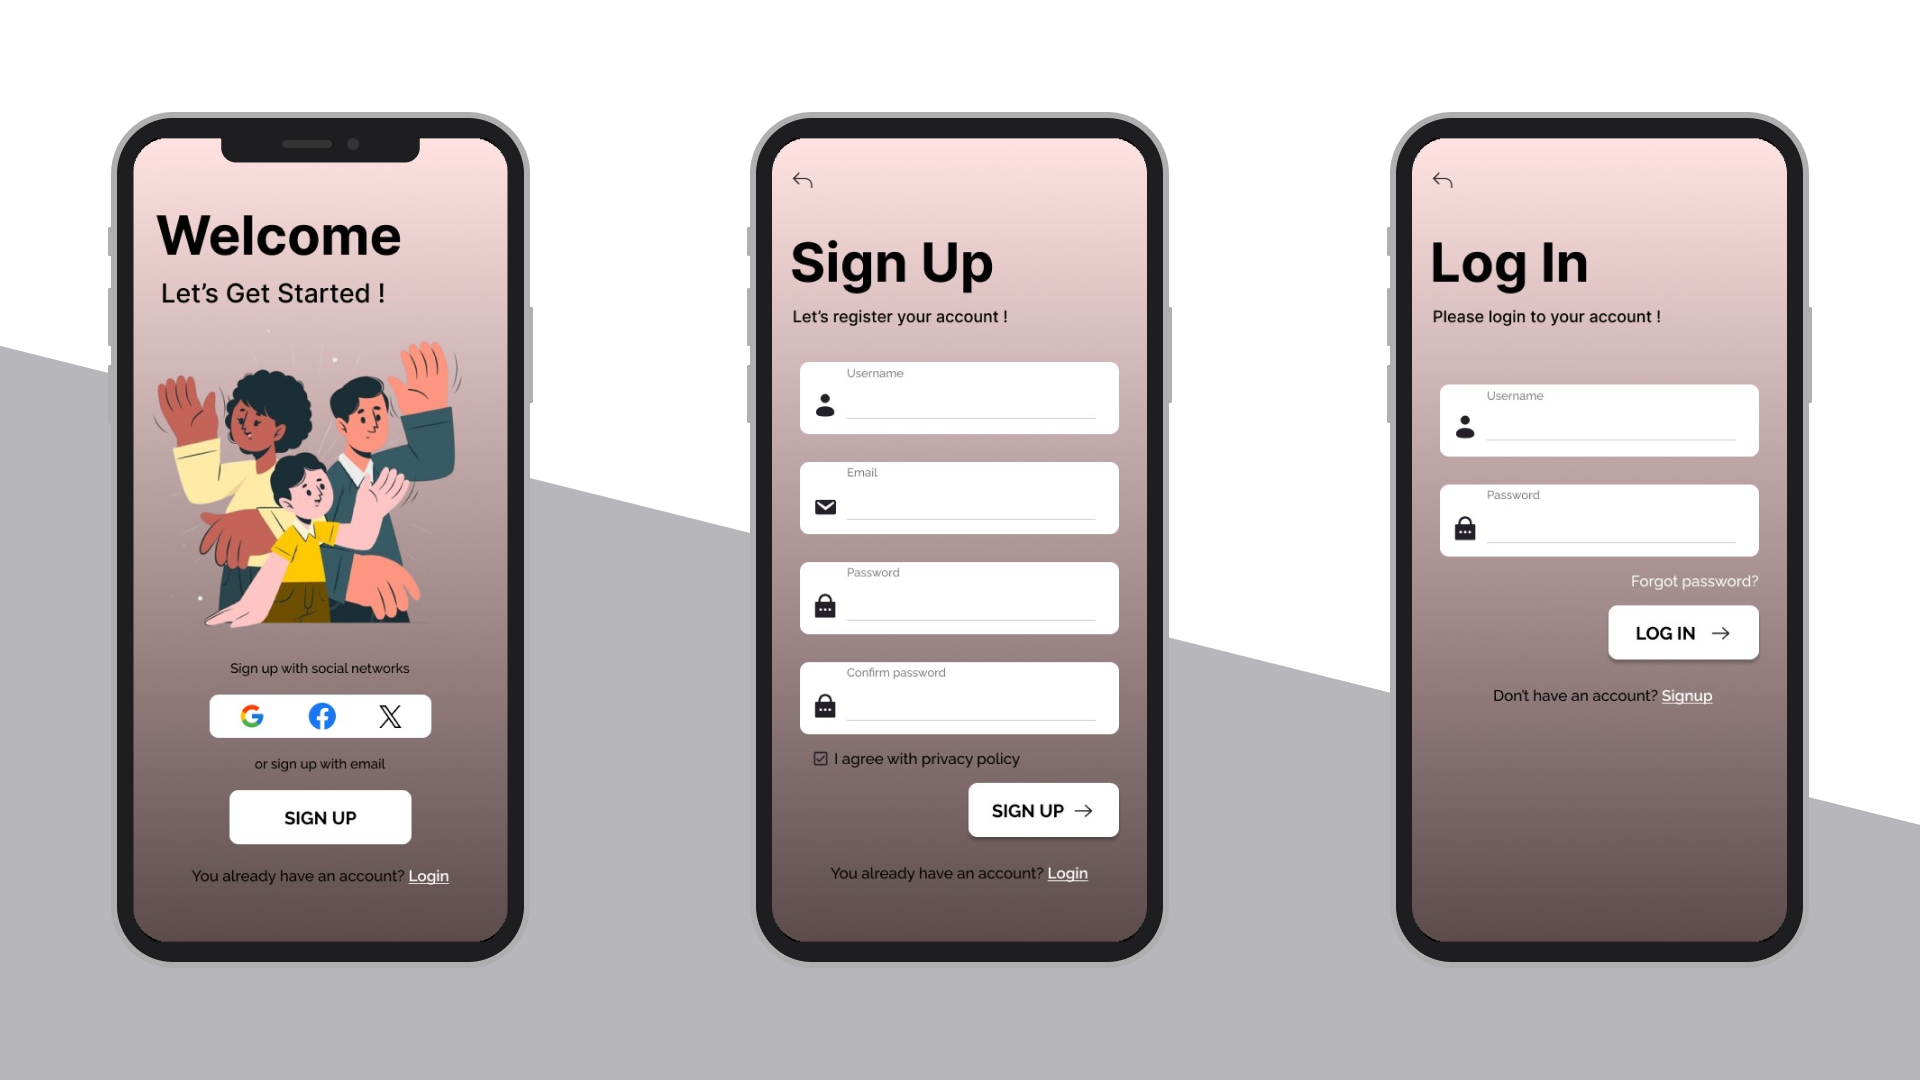 Welcome
Let's Get Started !
Sign up with social networks
or sign up with email
SIGN UP
You already have an account? Login
Sign Up
Let's register your account !
Username
Email
Password
Confirm password
I agree with privacy policy
SIGN UP
You already have an account? Login
Log In
Please login to your account !
Username
Password
Forgot password?
LOG IN
Don't have an account? Signup